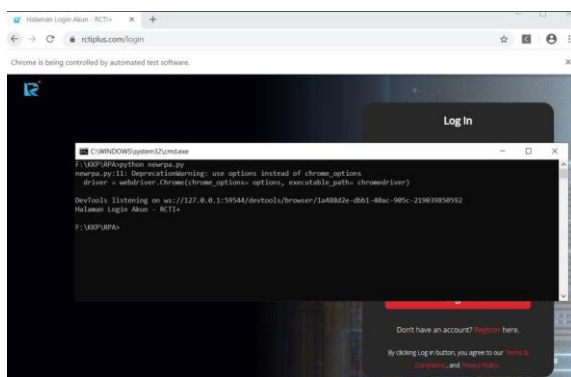 Halaman Login Akun - RCTI+
rctiplus.com/login
Chrome is being controlled by automated test software.
Log In
C:\WINDOWS\system32\cmd.exe
F:\KKP\RPA>python newrpa.py
newrpa.py:11: DeprecationWarning: use options instead of chrome_options
driver = webdriver.Chrome(chrome_options= options, executable_path= chromedriver)
DevTools listening on ws://127.0.0.1:59544/devtools/browser/1a488d2e-dbb1-40ac-905c-219039850592
Halaman Login Akun - RCTI+
F:\KKP\RPA>
Don't have an account? Register here.
By clicking Log in button, you agree to our Terms &
Conditions, and Privacy Policy.